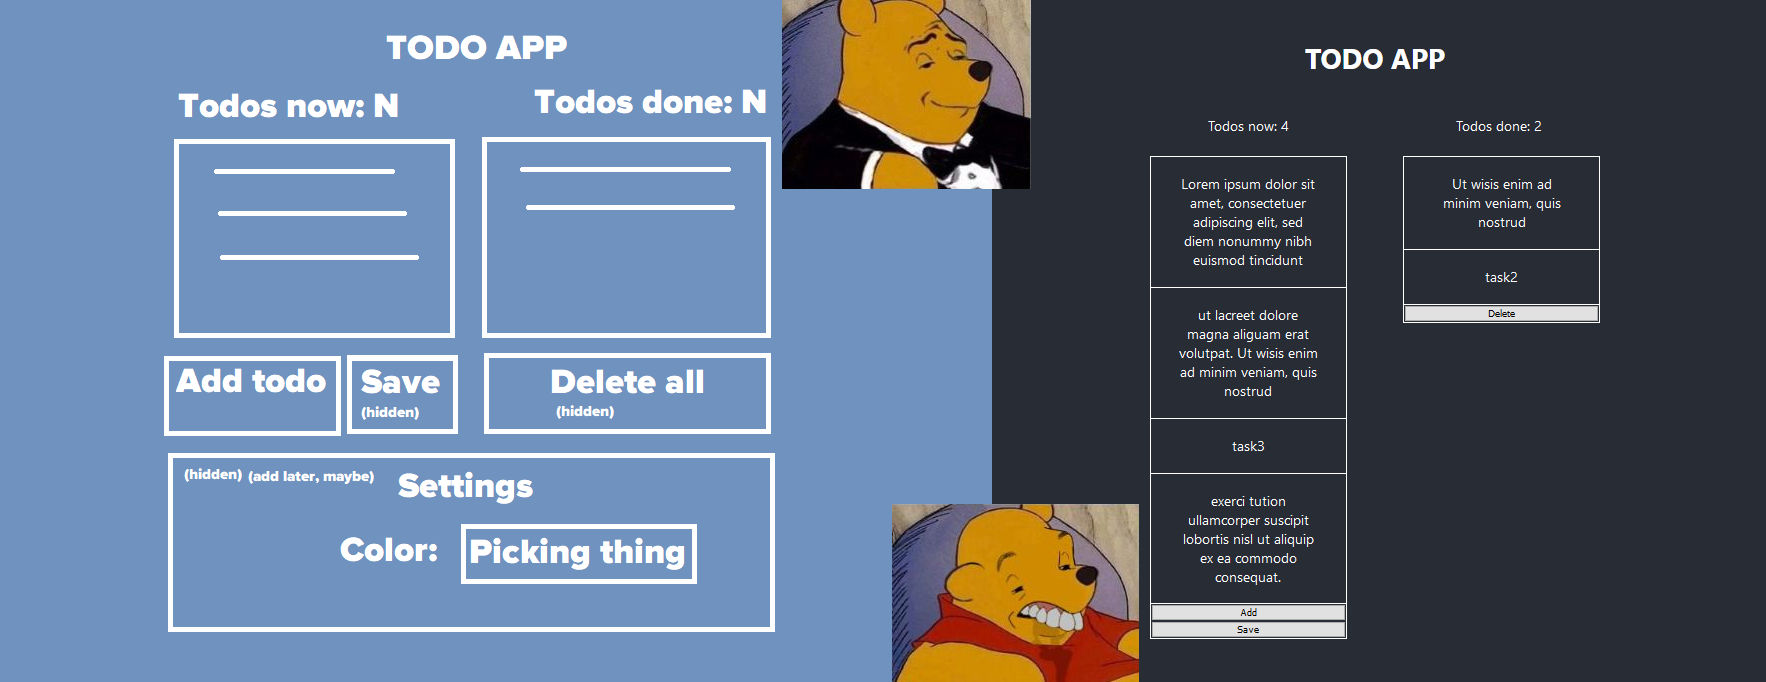 TODO APP
Todos now: N
Todos done: N
Add todo
Save
(hidden)
Delete all
(hidden)
(hidden) (add later, maybe)
Settings
Color:
Picking thing
TODO APP
Todos now: 4
Lorem ipsum dolor sit
amet, consectetuer
adipiscing elit, sed
diem nonummy nibh
euismod tincidunt
ut lacreet dolore
magna aliguam erat
volutpat. Ut wisis enim
ad minim veniam, quis
nostrud
task3
exerci tution
ullamcorper suscipit
lobortis nisl ut aliquip
ex ea commodo
consequat.
Add
Save
Todos done: 2
Ut wisis enim ad
minim veniam, quis
nostrud
task2
Delete